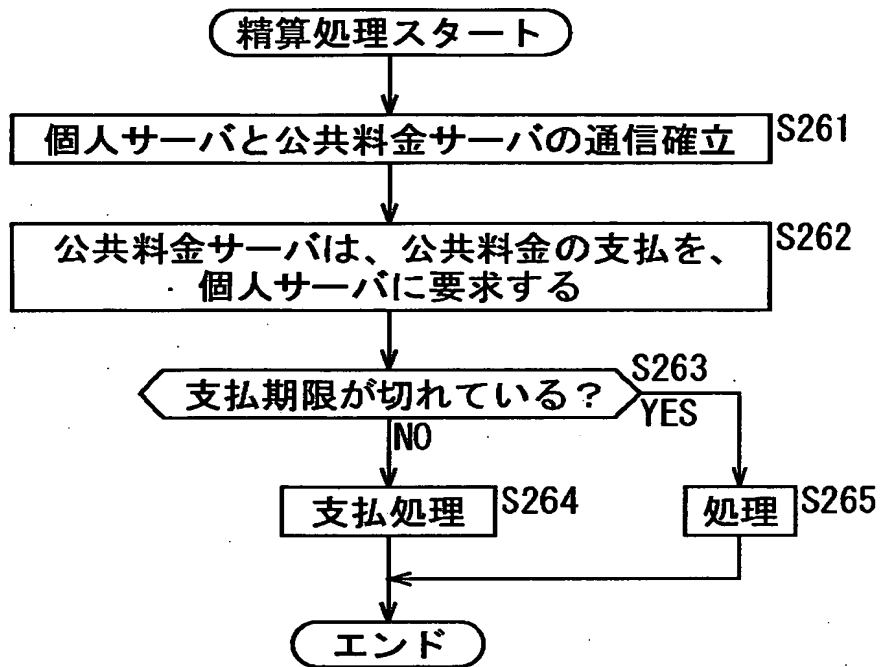 精算処理スタート
個人サーバと公共料金サーバの通信確立
S261
公共料金サーバは、公共料金の支払を、
個人サーバに要求する
S262
支払期限が切れている？
S263
YES
NO
支払処理
S264
処理
S265
エンド